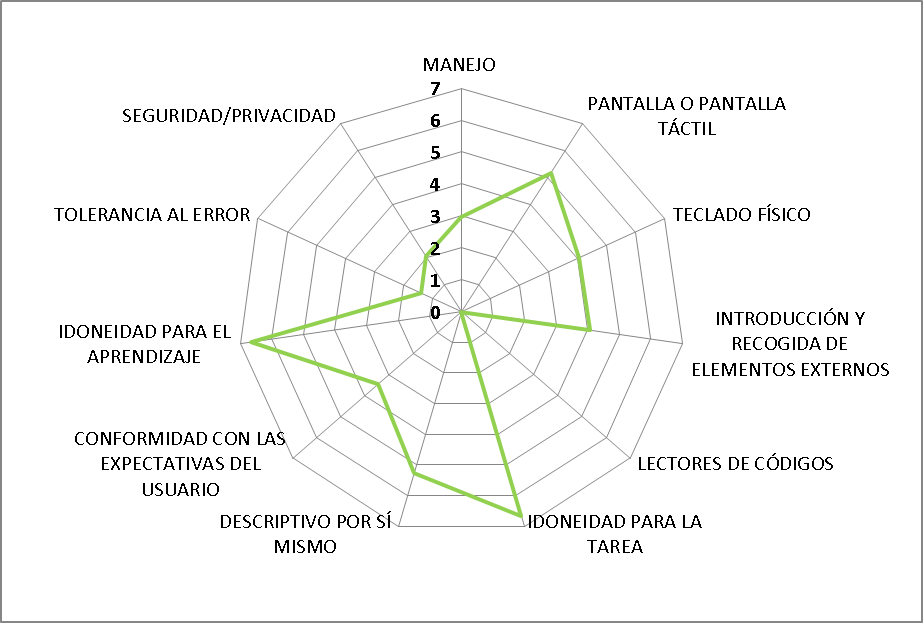 MANEJO
7
6
5
4
3
2
1
0
PANTALLA O PANTALLA
TÁCTIL
TECLADO FÍSICO
INTRODUCCIÓN Y
RECOGIDA DE
ELEMENTOS EXTERNOS
LECTORES DE CÓDIGOS
IDONEIDAD PARA LA
TAREA
DESCRIPTIVO POR SÍ
MISMO
CONFORMIDAD CON LAS
EXPECTATIVAS DEL
USUARIO
IDONEIDAD PARA EL
APRENDIZAJE
TOLERANCIA AL ERROR
SEGURIDAD/PRIVACIDAD